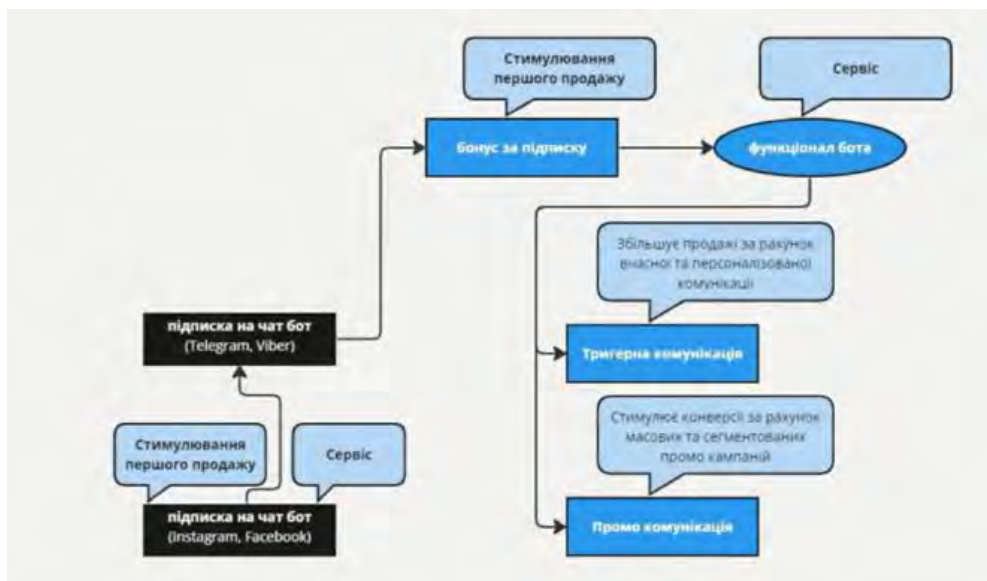 Стимулювання
першого продажу
Сервіс
бонус за підписку
функціонал бота
Збільшує продажі за рахунок
вчасної та персоналізованої
комунікації
підписка на чат бот
(Telegram, Viber)
Тригерна комунікація
Стимулює конверсії за рахунок
масових та сегментованих
промо кампаній
Стимулювання
першого продажу
Сервіс
підписка на чат бот
(Instagram, Facebook)
Промо комунікація